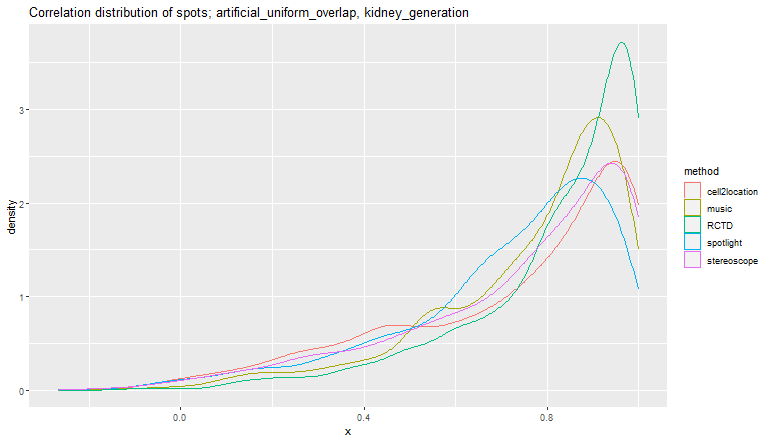 Correlation distribution of spots; artificial_uniform_overlap, kidney_generation
density
3
2
1
0
0.0
0.4
0.8
x
method
cell2location
music
RCTD
spotlight
stereoscope